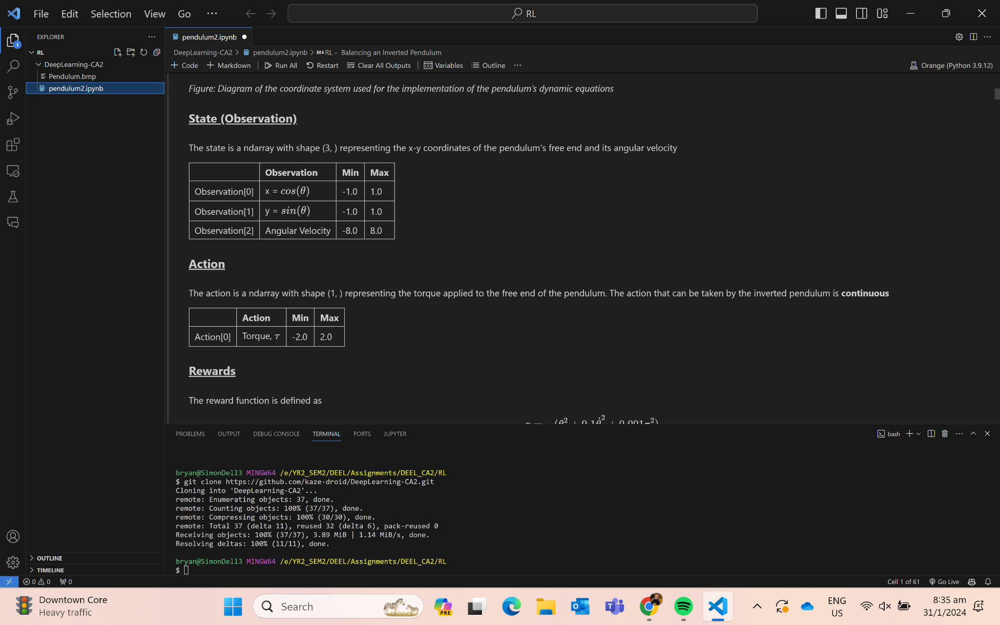 File Edit Selection View Go ···
RL
EXPLORER
RL
DeepLearning-CA2
Pendulum.bmp
pendulum2.ipynb
1
OUTLINE
TIMELINE
pendulum2.ipynb
DeepLearning-CA2 > pendulum2.ipynb > M↓RL - Balancing an Inverted Pendulum
Code Markdown | Run All Restart Clear All Outputs | Variables Outline ···
Orange (Python 3.9.12)
Figure: Diagram of the coordinate system used for the implementation of the pendulum's dynamic equations
State (Observation)
The state is a ndarray with shape (3, ) representing the x-y coordinates of the pendulum's free end and its angular velocity
Observation Min Max
Observation[0] x = cos(θ) -1.0 1.0
Observation[1] y = sin(θ) -1.0 1.0
Observation[2] Angular Velocity -8.0 8.0
Action
The action is a ndarray with shape (1, ) representing the torque applied to the free end of the pendulum. The action that can be taken by the inverted pendulum is continuous
Action Min Max
Action[0] Torque, τ -2.0 2.0
Rewards
The reward function is defined as
PROBLEMS OUTPUT DEBUG CONSOLE TERMINAL PORTS JUPYTER
bash
bryan@SimonDell3 MINGW64 /e/YR2_SEM2/DEEL/Assignments/DEEL_CA2/RL
$ git clone https://github.com/kaze-droid/DeepLearning-CA2.git
Cloning into 'DeepLearning-CA2'...
remote: Enumerating objects: 37, done.
remote: Counting objects: 100% (37/37), done.
remote: Compressing objects: 100% (30/30), done.
remote: Total 37 (delta 11), reused 32 (delta 6), pack-reused 0
Receiving objects: 100% (37/37), 3.89 MiB | 1.14 MiB/s, done.
Resolving deltas: 100% (11/11), done.
bryan@SimonDell3 MINGW64 /e/YR2_SEM2/DEEL/Assignments/DEEL_CA2/RL
$
0 0 0
Cell 1 of 61 Go Live
Downtown Core
Heavy traffic
Search
PRE
ENG
US
8:35 am
31/1/2024